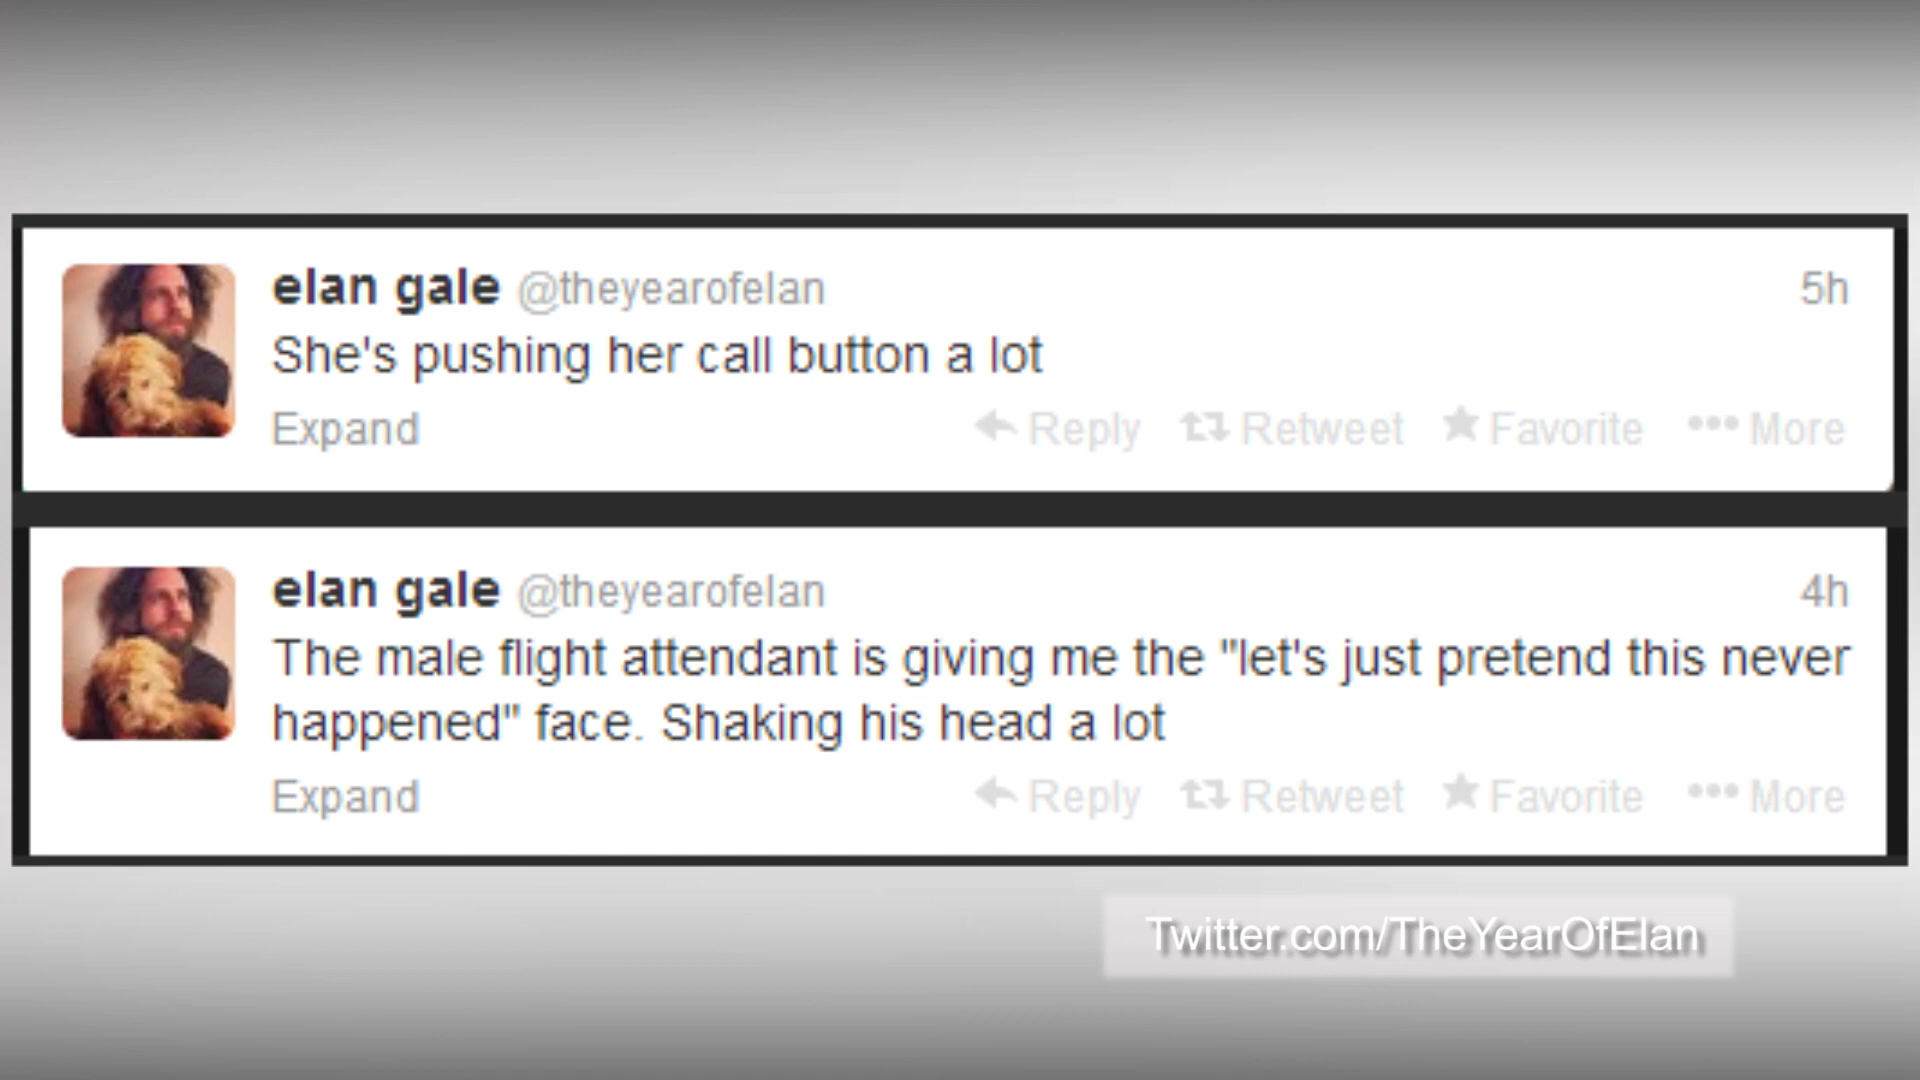 elan gale @theyearofelan 5h
She's pushing her call button a lot
Expand Reply Retweet Favorite More
elan gale @theyearofelan 4h
The male flight attendant is giving me the "let's just pretend this never
happened" face. Shaking his head a lot
Expand Reply Retweet Favorite More
Twitter.com/TheYearOfElan